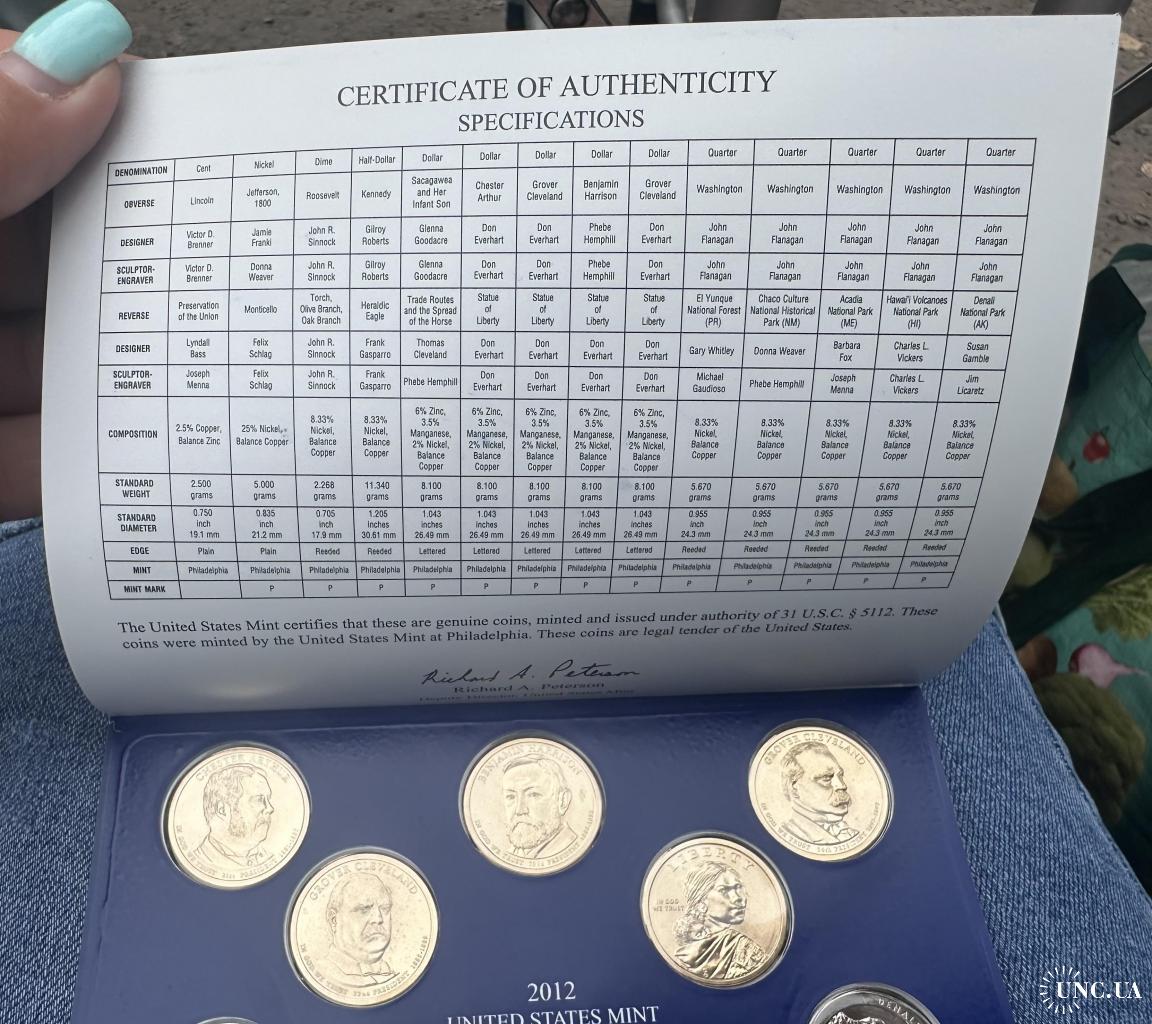 CERTIFICATE OF AUTHENTICITY
SPECIFICATIONS
DENOMINATION Cent Nickel Dime Half-Dollar Dollar Dollar Dollar Dollar Dollar Quarter Quarter Quarter Quarter Quarter
OBVERSE Lincoln Jefferson, 1800 Roosevelt Kennedy Sacagawea and Her Infant Son Chester Arthur Grover Cleveland Benjamin Harrison Grover Cleveland Washington Washington Washington Washington Washington
DESIGNER Victor D. Brenner Jamie Franki John R. Sinnock Gilroy Roberts Glenna Goodacre Don Everhart Don Everhart Phebe Hemphill Don Everhart John Flanagan John Flanagan John Flanagan John Flanagan John Flanagan
SCULPTOR-ENGRAVER Victor D. Brenner Donna Weaver John R. Sinnock Gilroy Roberts Glenna Goodacre Don Everhart Don Everhart Phebe Hemphill Don Everhart John Flanagan John Flanagan John Flanagan John Flanagan John Flanagan
REVERSE Preservation of the Union Monticello Torch, Olive Branch, Oak Branch Heraldic Eagle Trade Routes and the Spread of the Horse Statue of Liberty Statue of Liberty Statue of Liberty Statue of Liberty El Yunque National Forest (PR) Chaco Culture National Historical Park (NM) Acadia National Park (ME) Hawai'i Volcanoes National Park (HI) Denali National Park (AK)
DESIGNER Lyndall Bass Felix Schlag John R. Sinnock Frank Gasparro Thomas Cleveland Don Everhart Don Everhart Don Everhart Don Everhart Gary Whitley Donna Weaver Barbara Fox Charles L. Vickers Susan Gamble
SCULPTOR-ENGRAVER Joseph Menna Felix Schlag John R. Sinnock Frank Gasparro Phebe Hemphill Don Everhart Don Everhart Don Everhart Don Everhart Michael Gaudioso Phebe Hemphill Joseph Menna Charles L. Vickers Jim Licaretz
COMPOSITION 2.5% Copper, Balance Zinc 25% Nickel, Balance Copper 8.33% Nickel, Balance Copper 8.33% Nickel, Balance Copper 6% Zinc, 3.5% Manganese, 2% Nickel, Balance Copper 6% Zinc, 3.5% Manganese, 2% Nickel, Balance Copper 6% Zinc, 3.5% Manganese, 2% Nickel, Balance Copper 6% Zinc, 3.5% Manganese, 2% Nickel, Balance Copper 6% Zinc, 3.5% Manganese, 2% Nickel, Balance Copper 8.33% Nickel, Balance Copper 8.33% Nickel, Balance Copper 8.33% Nickel, Balance Copper 8.33% Nickel, Balance Copper 8.33% Nickel, Balance Copper
STANDARD WEIGHT 2.500 grams 5.000 grams 2.268 grams 11.340 grams 8.100 grams 8.100 grams 8.100 grams 8.100 grams 8.100 grams 5.670 grams 5.670 grams 5.670 grams 5.670 grams 5.670 grams
STANDARD DIAMETER 0.750 inch 19.1 mm 0.835 inch 21.2 mm 0.705 inch 17.9 mm 1.205 inches 30.61 mm 1.043 inches 26.49 mm 1.043 inches 26.49 mm 1.043 inches 26.49 mm 1.043 inches 26.49 mm 1.043 inches 26.49 mm 0.955 inch 24.3 mm 0.955 inch 24.3 mm 0.955 inch 24.3 mm 0.955 inch 24.3 mm 0.955 inch 24.3 mm
EDGE Plain Plain Reeded Reeded Lettered Lettered Lettered Lettered Lettered Reeded Reeded Reeded Reeded Reeded
MINT Philadelphia Philadelphia Philadelphia Philadelphia Philadelphia Philadelphia Philadelphia Philadelphia Philadelphia Philadelphia Philadelphia Philadelphia Philadelphia Philadelphia
MINT MARK P P P P P P P P P P P P P
The United States Mint certifies that these are genuine coins, minted and issued under authority of 31 U.S.C. § 5112. These
coins were minted by the United States Mint at Philadelphia. These coins are legal tender of the United States.
Richard A. Peterson
Richard A. Peterson
Deputy Director, United States Mint
CHESTER ARTHUR
IN GOD WE TRUST
BENJAMIN HARRISON
IN GOD WE TRUST
GROVER CLEVELAND
IN GOD WE TRUST
GROVER CLEVELAND
IN GOD WE TRUST
LIBERTY
IN GOD
WE TRUST
2012
UNITED STATES MINT
DENAL
UNC.UA